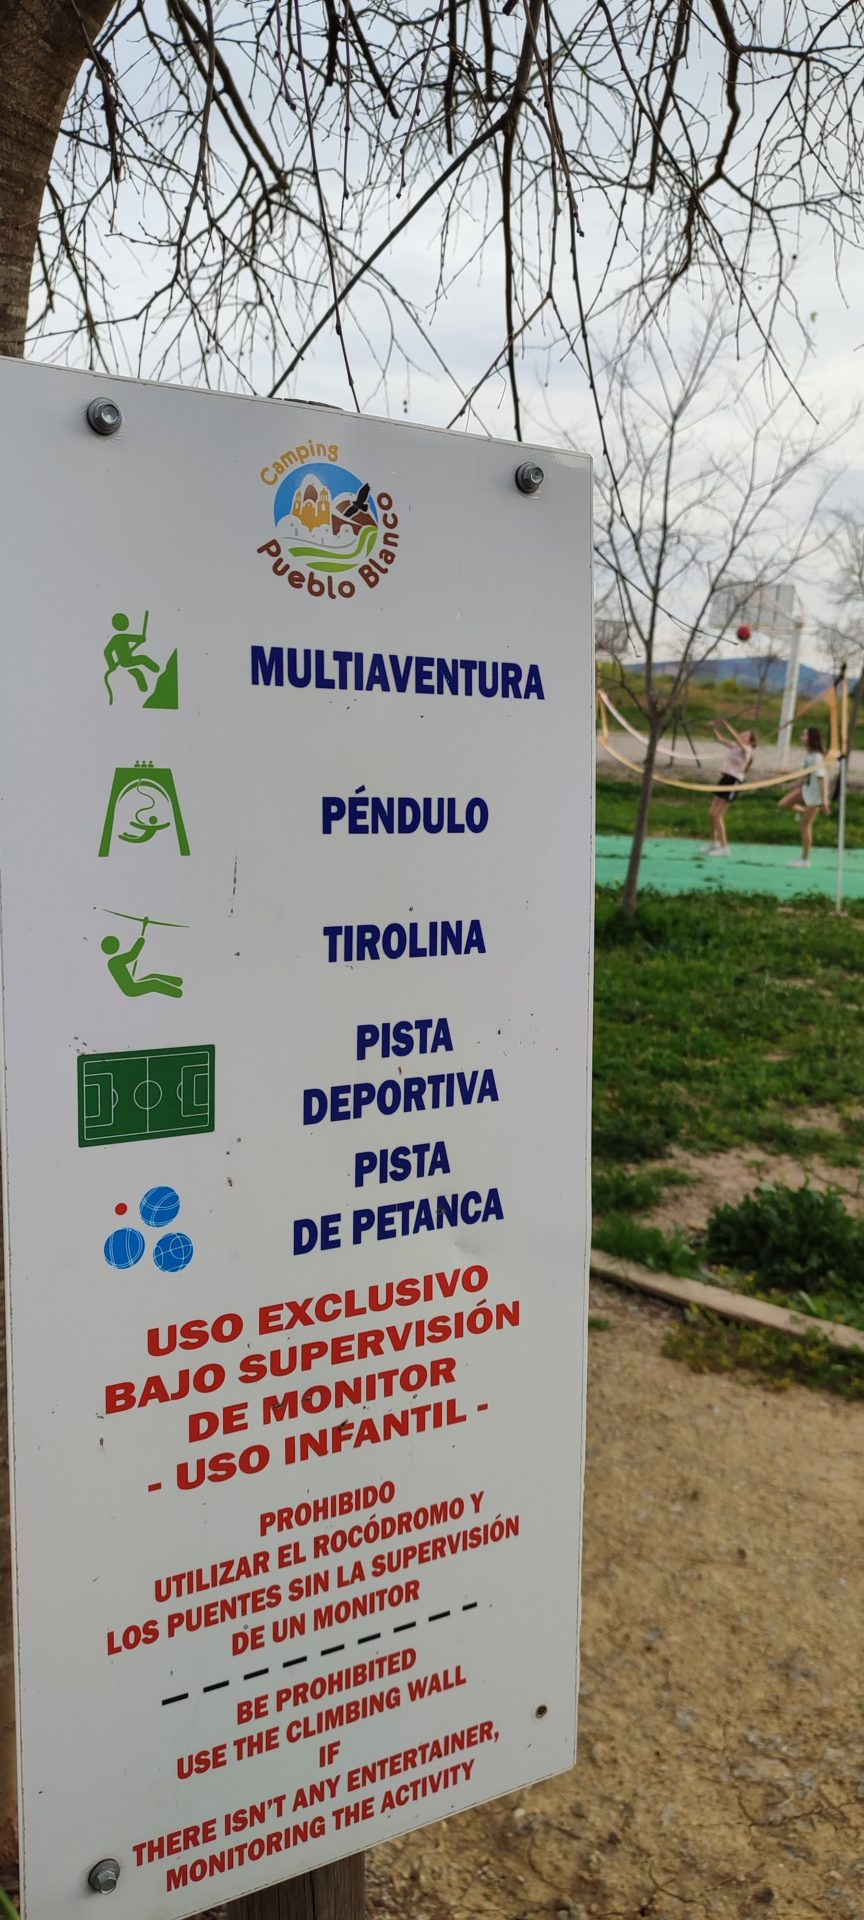 Camping
Pueblo Blanco
MULTIAVENTURA
PÉNDULO
TIROLINA
PISTA
DEPORTIVA
PISTA
DE PETANCA
USO EXCLUSIVO
BAJO SUPERVISIÓN
DE MONITOR
- USO INFANTIL -
PROHIBIDO
UTILIZAR EL ROCÓDROMO Y
LOS PUENTES SIN LA SUPERVISIÓN
DE UN MONITOR
BE PROHIBITED
USE THE CLIMBING WALL
IF
THERE ISN'T ANY ENTERTAINER,
MONITORING THE ACTIVITY